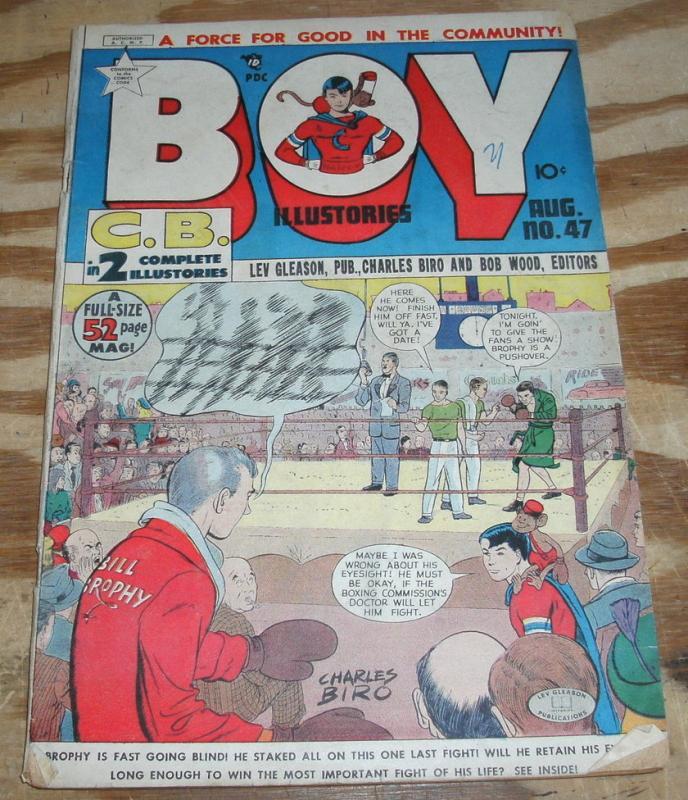 AUTHORIZED
A.C.M.P.
CONFORMS
to the
COMICS
CODE
A FORCE FOR GOOD IN THE COMMUNITY!
PDC
BOY
ILLUSTORIES
10¢
AUG.
NO. 47
C.B.
in 2 COMPLETE
ILLUSTORIES
LEV GLEASON, PUB., CHARLES BIRO AND BOB WOOD, EDITORS
A
FULL-SIZE
52 page
MAG!
HERE
HE COMES
NOW! FINISH
HIM OFF FAST,
WILL YA. I'VE
GOT A
DATE!
TONIGHT,
I'M GOIN'
TO GIVE THE
FANS A SHOW!
BROPHY IS A
PUSHOVER.
RIDE
BILL
BROPHY
MAYBE I WAS
WRONG ABOUT HIS
EYESIGHT! HE MUST
BE OKAY, IF THE
BOXING COMMISSION'S
DOCTOR WILL LET
HIM FIGHT.
CHARLES
BIRO
LEV GLEASON
PUBLICATIONS
BROPHY IS FAST GOING BLIND! HE STAKED ALL ON THIS ONE LAST FIGHT! WILL HE RETAIN HIS
LONG ENOUGH TO WIN THE MOST IMPORTANT FIGHT OF HIS LIFE? SEE INSIDE!